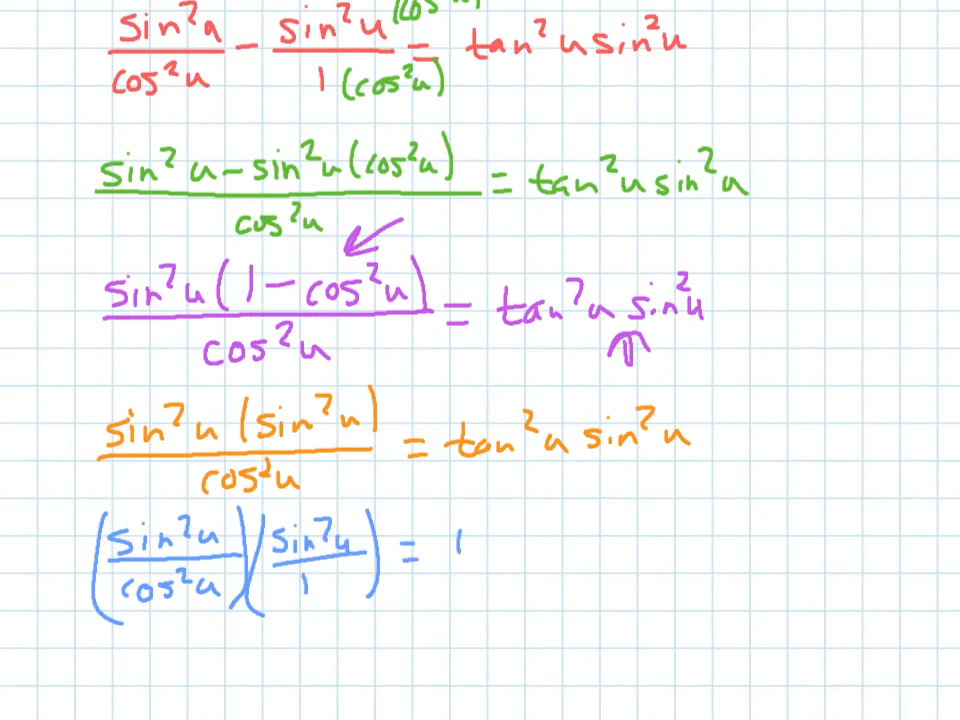 (cos²u)
sin²u/cos²u − sin²u/1(cos²u) = tan²u sin²u
sin²u − sin²u(cos²u)/cos²u = tan²u sin²u
sin²u(1 − cos²u)/cos²u = tan²u sin²u
sin²u(sin²u)/cos²u = tan²u sin²u
(sin²u/cos²u)(sin²u/1) =